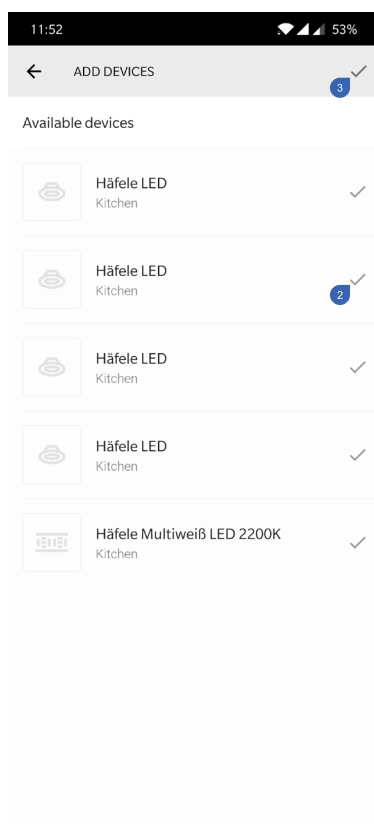 11:52 53%
ADD DEVICES
3
Available devices
Häfele LED
Kitchen
Häfele LED
Kitchen
2
Häfele LED
Kitchen
Häfele LED
Kitchen
Häfele Multiweiß LED 2200K
Kitchen